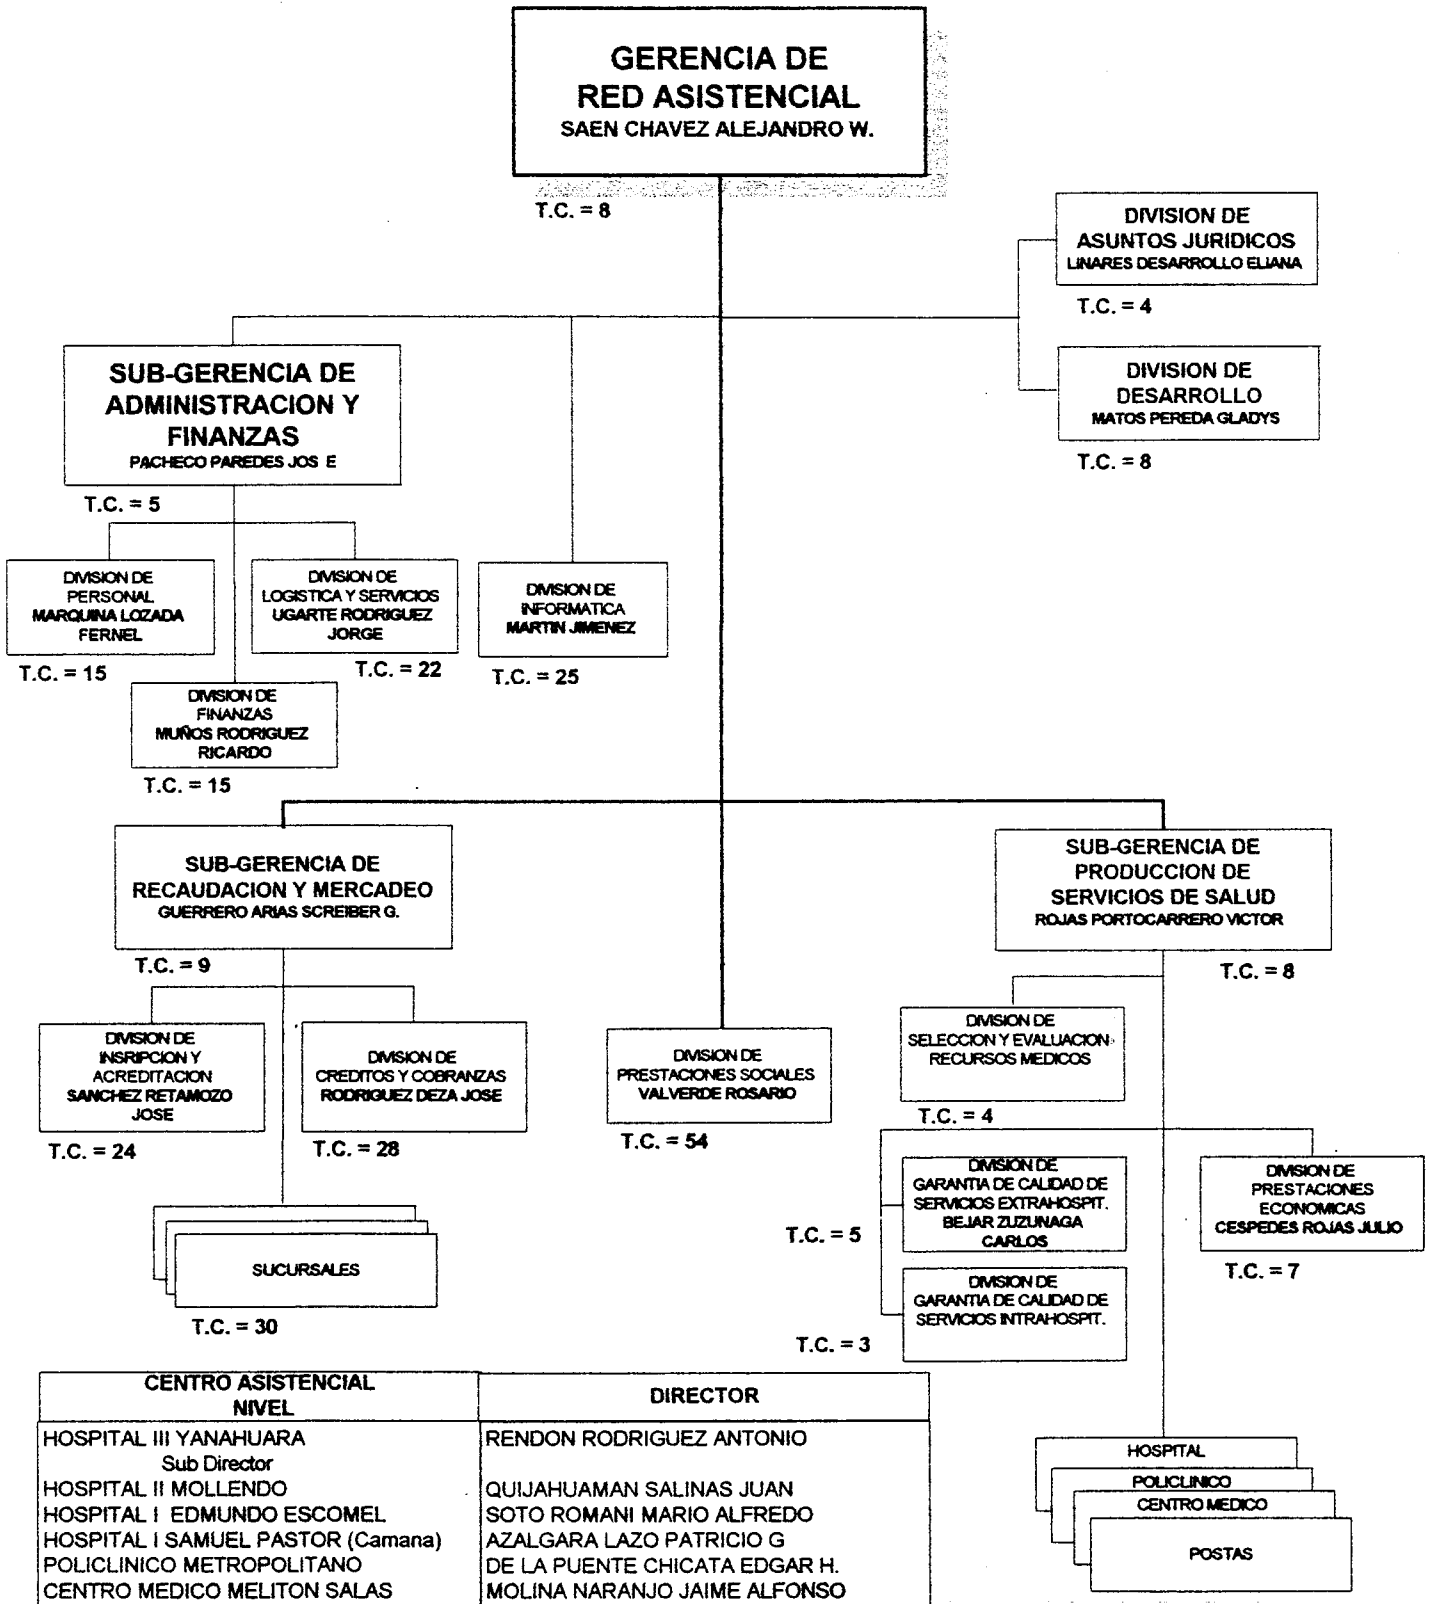 GERENCIA DE
RED ASISTENCIAL
SAEN CHAVEZ ALEJANDRO W.
T.C. = 8
DIVISION DE
ASUNTOS JURIDICOS
LINARES DESARROLLO ELIANA
T.C. = 4
DIVISION DE
DESARROLLO
MATOS PEREDA GLADYS
T.C. = 8
SUB-GERENCIA DE
ADMINISTRACION Y
FINANZAS
PACHECO PAREDES JOS E
T.C. = 5
DIVISION DE
PERSONAL
MARQUINA LOZADA
FERNEL
T.C. = 15
DIVISION DE
LOGISTICA Y SERVICIOS
UGARTE RODRIGUEZ
JORGE
T.C. = 22
DIVISION DE
INFORMATICA
MARTIN JIMENEZ
T.C. = 25
DIVISION DE
FINANZAS
MUÑOS RODRIGUEZ
RICARDO
T.C. = 15
SUB-GERENCIA DE
RECAUDACION Y MERCADEO
GUERRERO ARIAS SCREIBER G.
T.C. = 9
SUB-GERENCIA DE
PRODUCCION DE
SERVICIOS DE SALUD
ROJAS PORTOCARRERO VICTOR
T.C. = 8
DIVISION DE
INSRIPCION Y
ACREDITACION
SANCHEZ RETAMOZO
JOSE
T.C. = 24
DIVISION DE
CREDITOS Y COBRANZAS
RODRIGUEZ DEZA JOSE
T.C. = 28
DIVISION DE
PRESTACIONES SOCIALES
VALVERDE ROSARIO
T.C. = 54
DIVISION DE
SELECCION Y EVALUACION
RECURSOS MEDICOS
T.C. = 4
DIVISION DE
GARANTIA DE CALIDAD DE
SERVICIOS EXTRAHOSPIT.
BEJAR ZUZUNAGA
CARLOS
T.C. = 5
DIVISION DE
PRESTACIONES
ECONOMICAS
CESPEDES ROJAS JULIO
T.C. = 7
DIVISION DE
GARANTIA DE CALIDAD DE
SERVICIOS INTRAHOSPIT.
T.C. = 3
SUCURSALES
T.C. = 30
CENTRO ASISTENCIAL
NIVEL
DIRECTOR
HOSPITAL III YANAHUARA RENDON RODRIGUEZ ANTONIO
Sub Director
HOSPITAL II MOLLENDO QUIJAHUAMAN SALINAS JUAN
HOSPITAL I EDMUNDO ESCOMEL SOTO ROMANI MARIO ALFREDO
HOSPITAL I SAMUEL PASTOR (Camana) AZALGARA LAZO PATRICIO G
POLICLINICO METROPOLITANO DE LA PUENTE CHICATA EDGAR H.
CENTRO MEDICO MELITON SALAS MOLINA NARANJO JAIME ALFONSO
HOSPITAL
POLICLINICO
CENTRO MEDICO
POSTAS